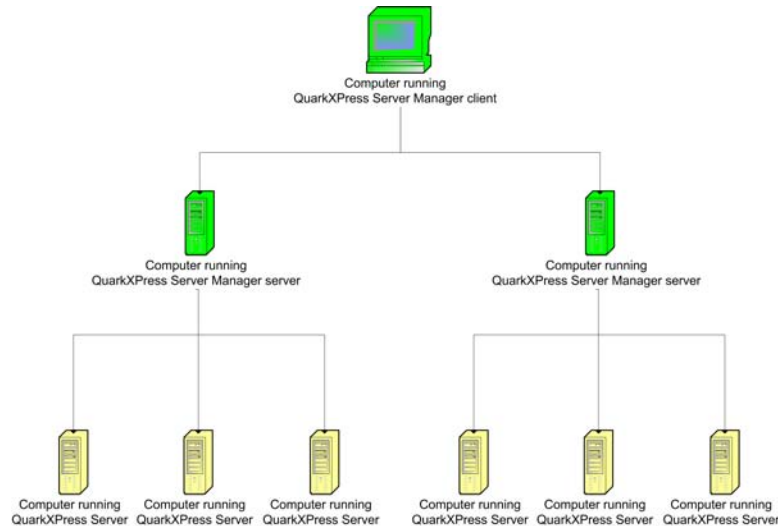 Computer running
QuarkXPress Server Manager client
Computer running
QuarkXPress Server Manager server
Computer running
QuarkXPress Server Manager server
Computer running
QuarkXPress Server
Computer running
QuarkXPress Server
Computer running
QuarkXPress Server
Computer running
QuarkXPress Server
Computer running
QuarkXPress Server
Computer running
QuarkXPress Serve